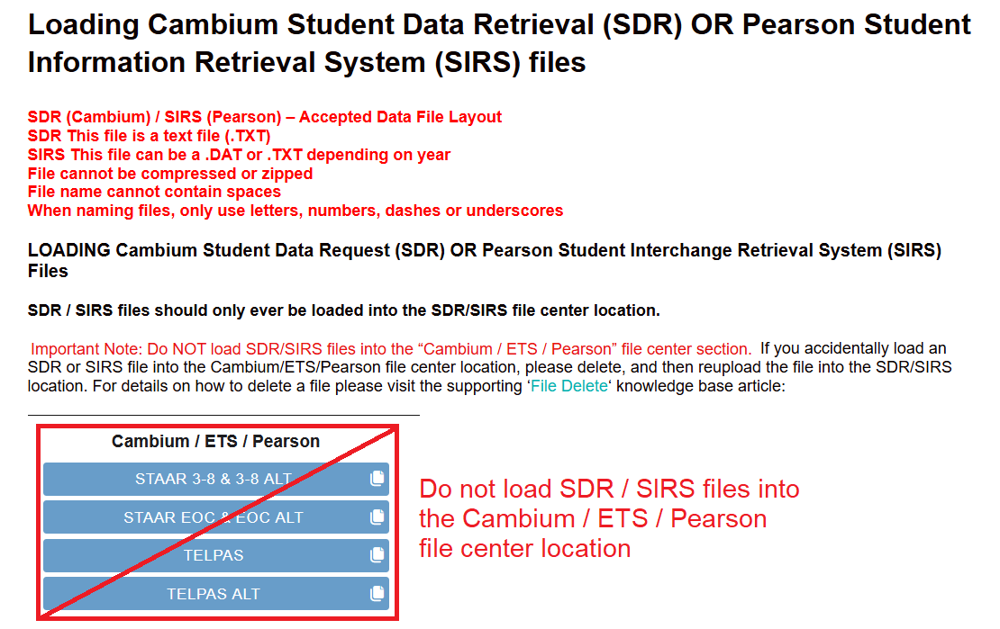 Loading Cambium Student Data Retrieval (SDR) OR Pearson Student
Information Retrieval System (SIRS) files
SDR (Cambium) / SIRS (Pearson) – Accepted Data File Layout
SDR This file is a text file (.TXT)
SIRS This file can be a .DAT or .TXT depending on year
File cannot be compressed or zipped
File name cannot contain spaces
When naming files, only use letters, numbers, dashes or underscores
LOADING Cambium Student Data Request (SDR) OR Pearson Student Interchange Retrieval System (SIRS)
Files
SDR / SIRS files should only ever be loaded into the SDR/SIRS file center location.
Important Note: Do NOT load SDR/SIRS files into the “Cambium / ETS / Pearson” file center section. If you accidentally load an
SDR or SIRS file into the Cambium/ETS/Pearson file center location, please delete, and then reupload the file into the SDR/SIRS
location. For details on how to delete a file please visit the supporting ‘File Delete‘ knowledge base article:
Cambium / ETS / Pearson
STAAR 3-8 & 3-8 ALT
STAAR EOC & EOC ALT
TELPAS
TELPAS ALT
Do not load SDR / SIRS files into
the Cambium / ETS / Pearson
file center location